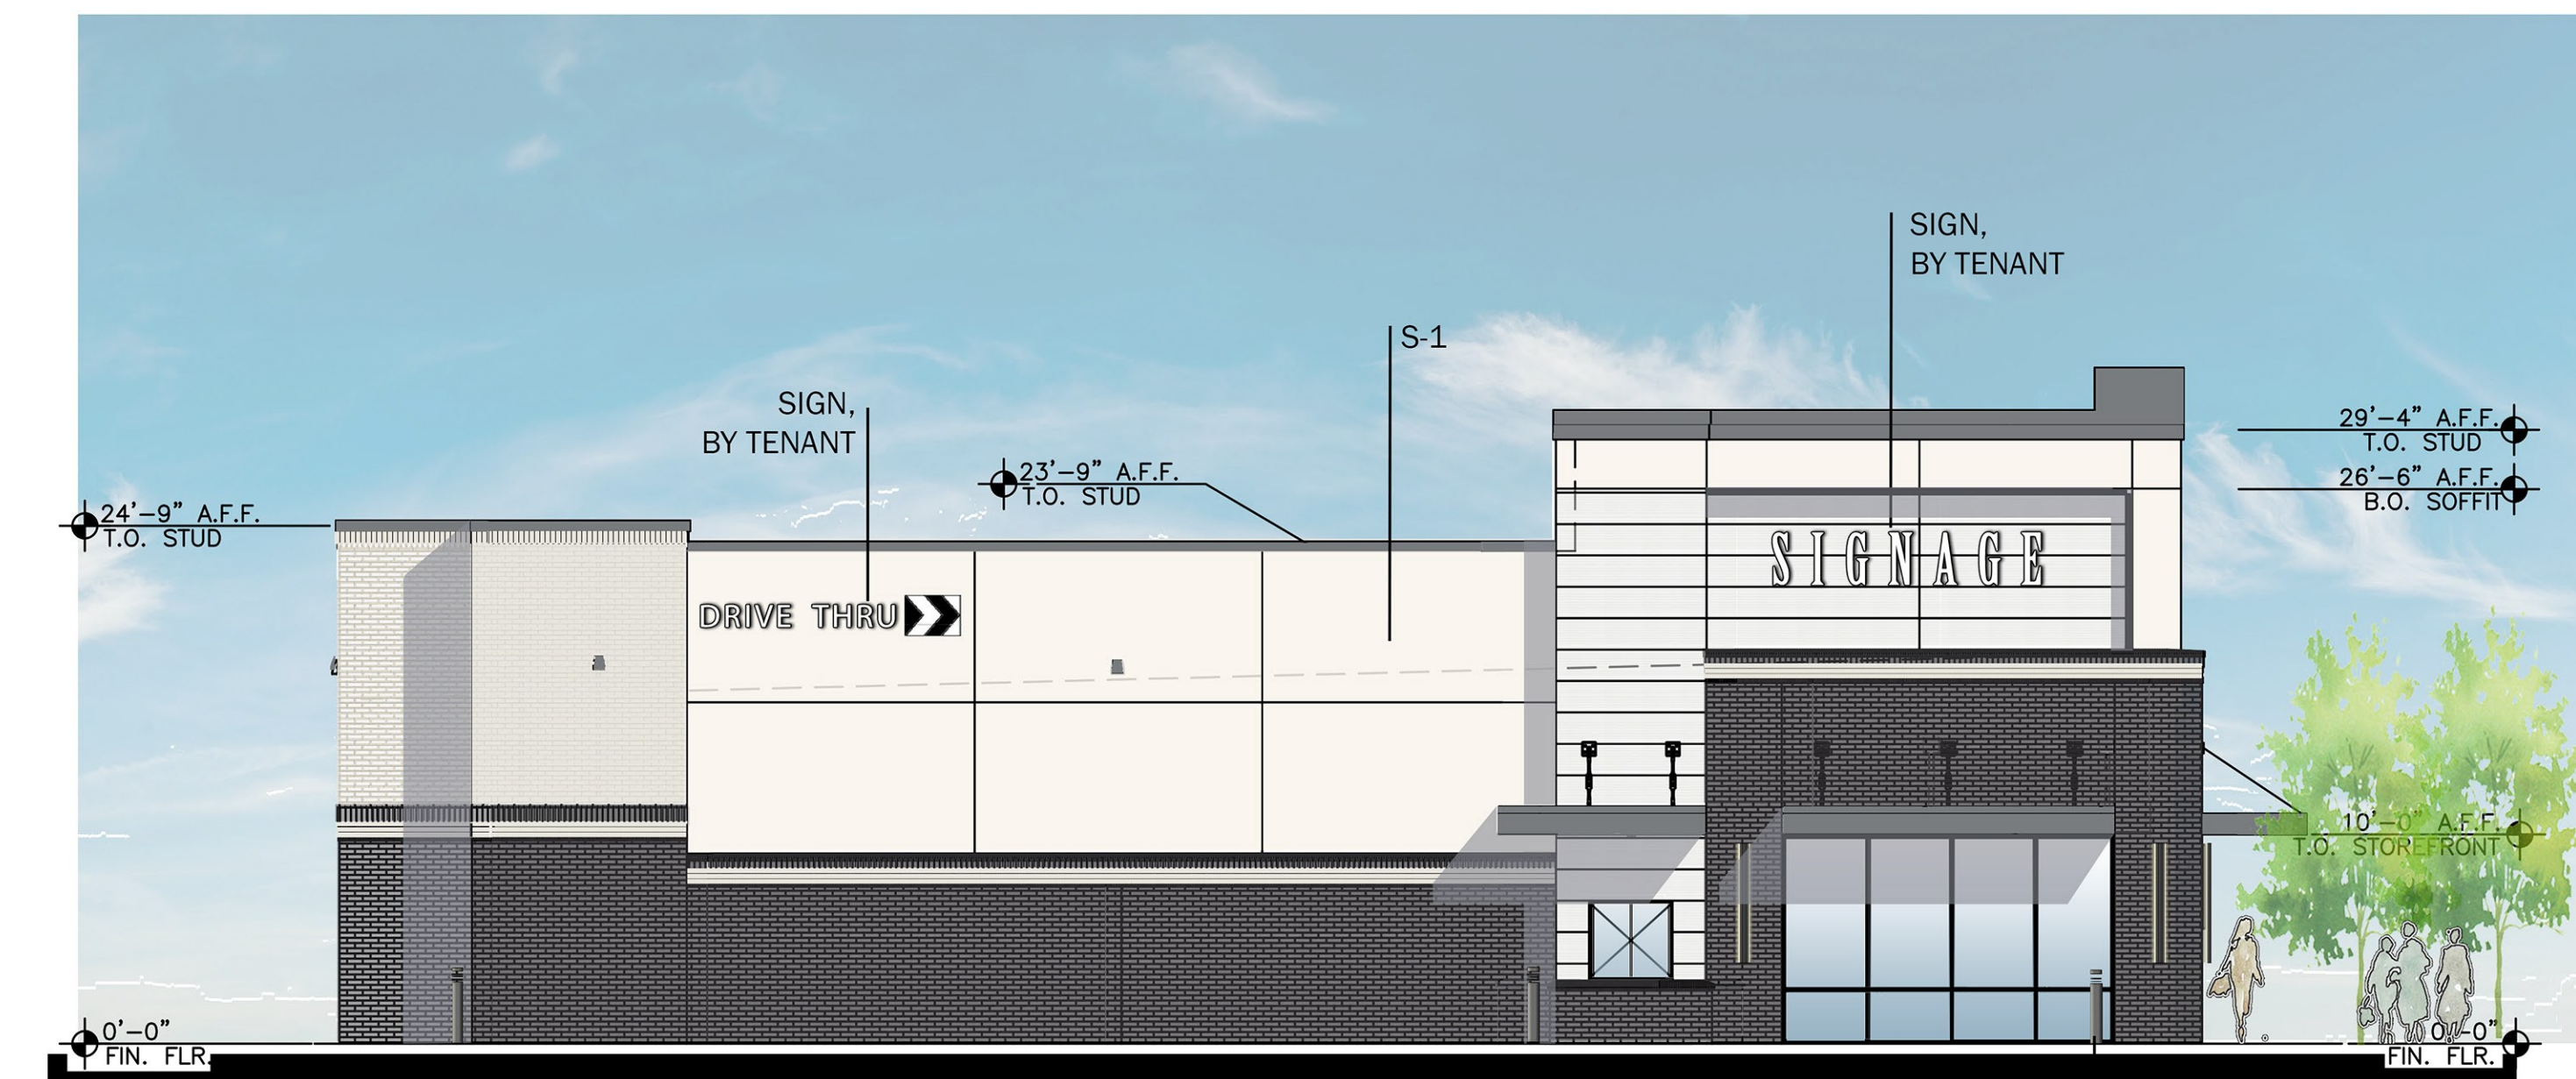 SIGN,
BY TENANT
S-1
SIGN,
BY TENANT
23'-9" A.F.F.
T.O. STUD
29'-4" A.F.F.
T.O. STUD
26'-6" A.F.F.
B.O. SOFFIT
24'-9" A.F.F.
T.O. STUD
SIGNAGE
DRIVE THRU
10'-0" A.F.F.
T.O. STOREFRONT
0'-0"
FIN. FLR.
0'-0"
FIN. FLR.